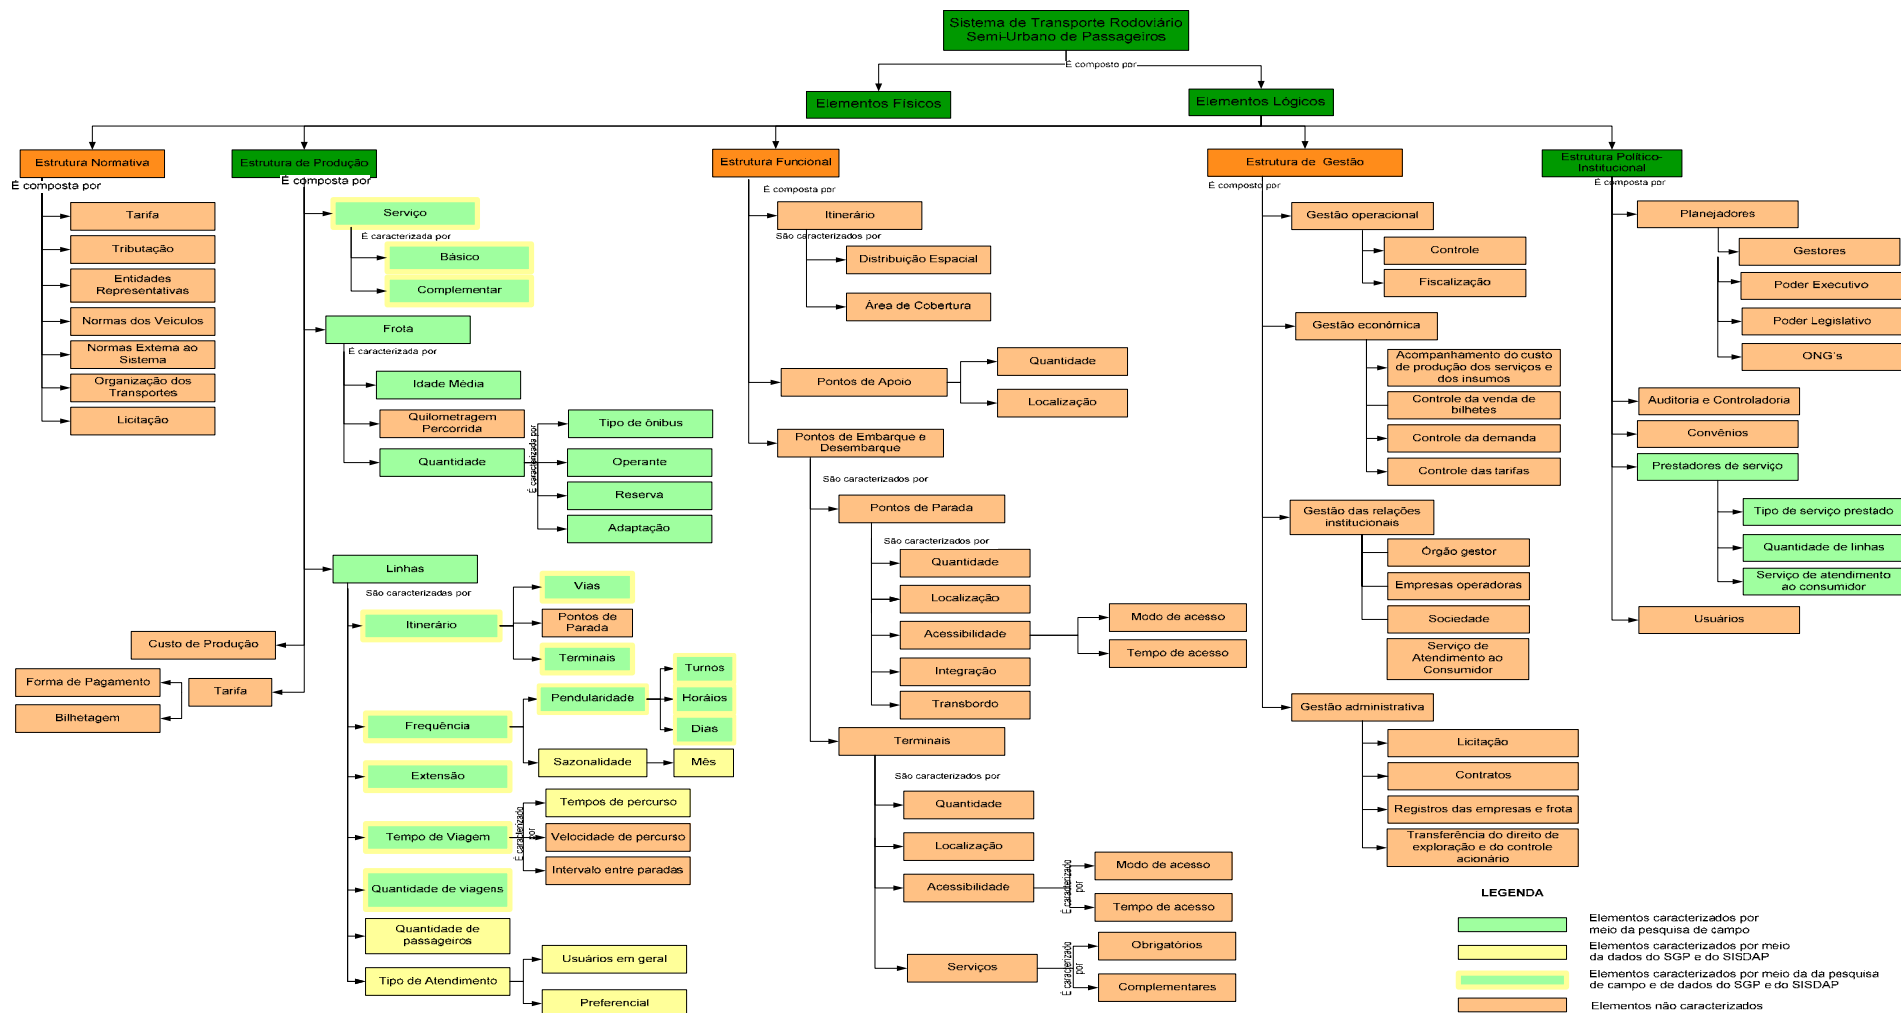 Sistema de Transporte Rodoviário
Semi-Urbano de Passageiros
É composto por
Elementos Físicos
Elementos Lógicos
Estrutura Normativa
É composta por
Tarifa
Tributação
Entidades
Representativas
Normas dos Veículos
Normas Externa ao
Sistema
Organização dos
Transportes
Licitação
Estrutura de Produção
É composta por
Serviço
É caracterizada por
Básico
Complementar
Frota
É caracterizada por
Idade Média
Quilometragem
Percorrida
Quantidade
É caracterizada por
Tipo de ônibus
Operante
Reserva
Adaptação
Linhas
São caracterizadas por
Itinerário
Vias
Pontos de
Parada
Terminais
Frequência
Pendularidade
Turnos
Horáios
Dias
Sazonalidade
Mês
Extensão
Tempo de Viagem
É caracterizado
por
Tempos de percurso
Velocidade de percurso
Intervalo entre paradas
Quantidade de viagens
Quantidade de
passageiros
Tipo de Atendimento
Usuários em geral
Preferencial
Custo de Produção
Tarifa
Forma de Pagamento
Bilhetagem
Estrutura Funcional
É composta por
Itinerário
São caracterizados por
Distribuição Espacial
Área de Cobertura
Pontos de Apoio
Quantidade
Localização
Pontos de Embarque e
Desembarque
São caracterizados por
Pontos de Parada
São caracterizados por
Quantidade
Localização
Acessibilidade
Modo de acesso
Tempo de acesso
Integração
Transbordo
Terminais
São caracterizados por
Quantidade
Localização
Acessibilidade
É caracterizado
por
Modo de acesso
Tempo de acesso
Serviços
É caracterizado
por
Obrigatórios
Complementares
Estrutura de Gestão
É composto por
Gestão operacional
Controle
Fiscalização
Gestão econômica
Acompanhamento do custo
de produção dos serviços e
dos insumos
Controle da venda de
bilhetes
Controle da demanda
Controle das tarifas
Gestão das relações
institucionais
Órgão gestor
Empresas operadoras
Sociedade
Serviço de
Atendimento ao
Consumidor
Gestão administrativa
Licitação
Contratos
Registros das empresas e frota
Transferência do direito de
exploração e do controle
acionário
Estrutura Político-
Institucional
É composta por
Planejadores
Gestores
Poder Executivo
Poder Legislativo
ONG's
Auditoria e Controladoria
Convênios
Prestadores de serviço
Tipo de serviço prestado
Quantidade de linhas
Serviço de atendimento
ao consumidor
Usuários
LEGENDA
Elementos caracterizados por
meio da pesquisa de campo
Elementos caracterizados por meio
da dados do SGP e do SISDAP
Elementos caracterizados por meio da da pesquisa
de campo e de dados do SGP e do SISDAP
Elementos não caracterizados